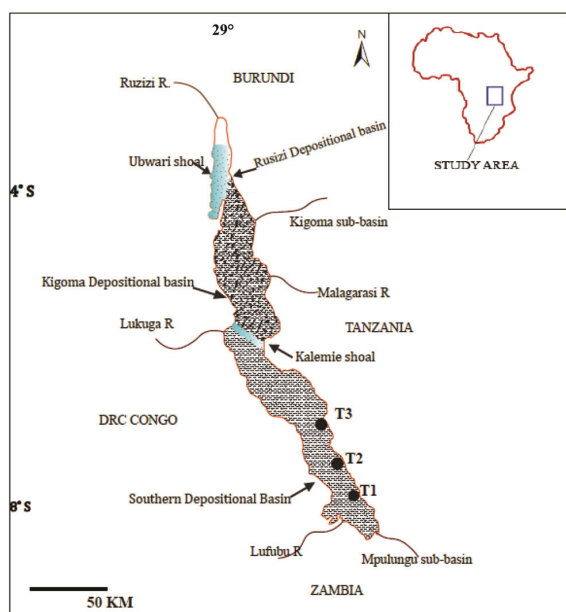 29°
Ruzizi R.
BURUNDI
STUDY AREA
Ubwari shoal
Rusizi Depositional basin
4° S
Kigoma sub-basin
Kigoma Depositional basin
Malagarasi R
Lukuga R
TANZANIA
Kalemie shoal
DRC CONGO
T3
T2
T1
Southern Depositional Basin
8° S
Lufubu R
Mpulungu sub-basin
50 KM
ZAMBIA
N